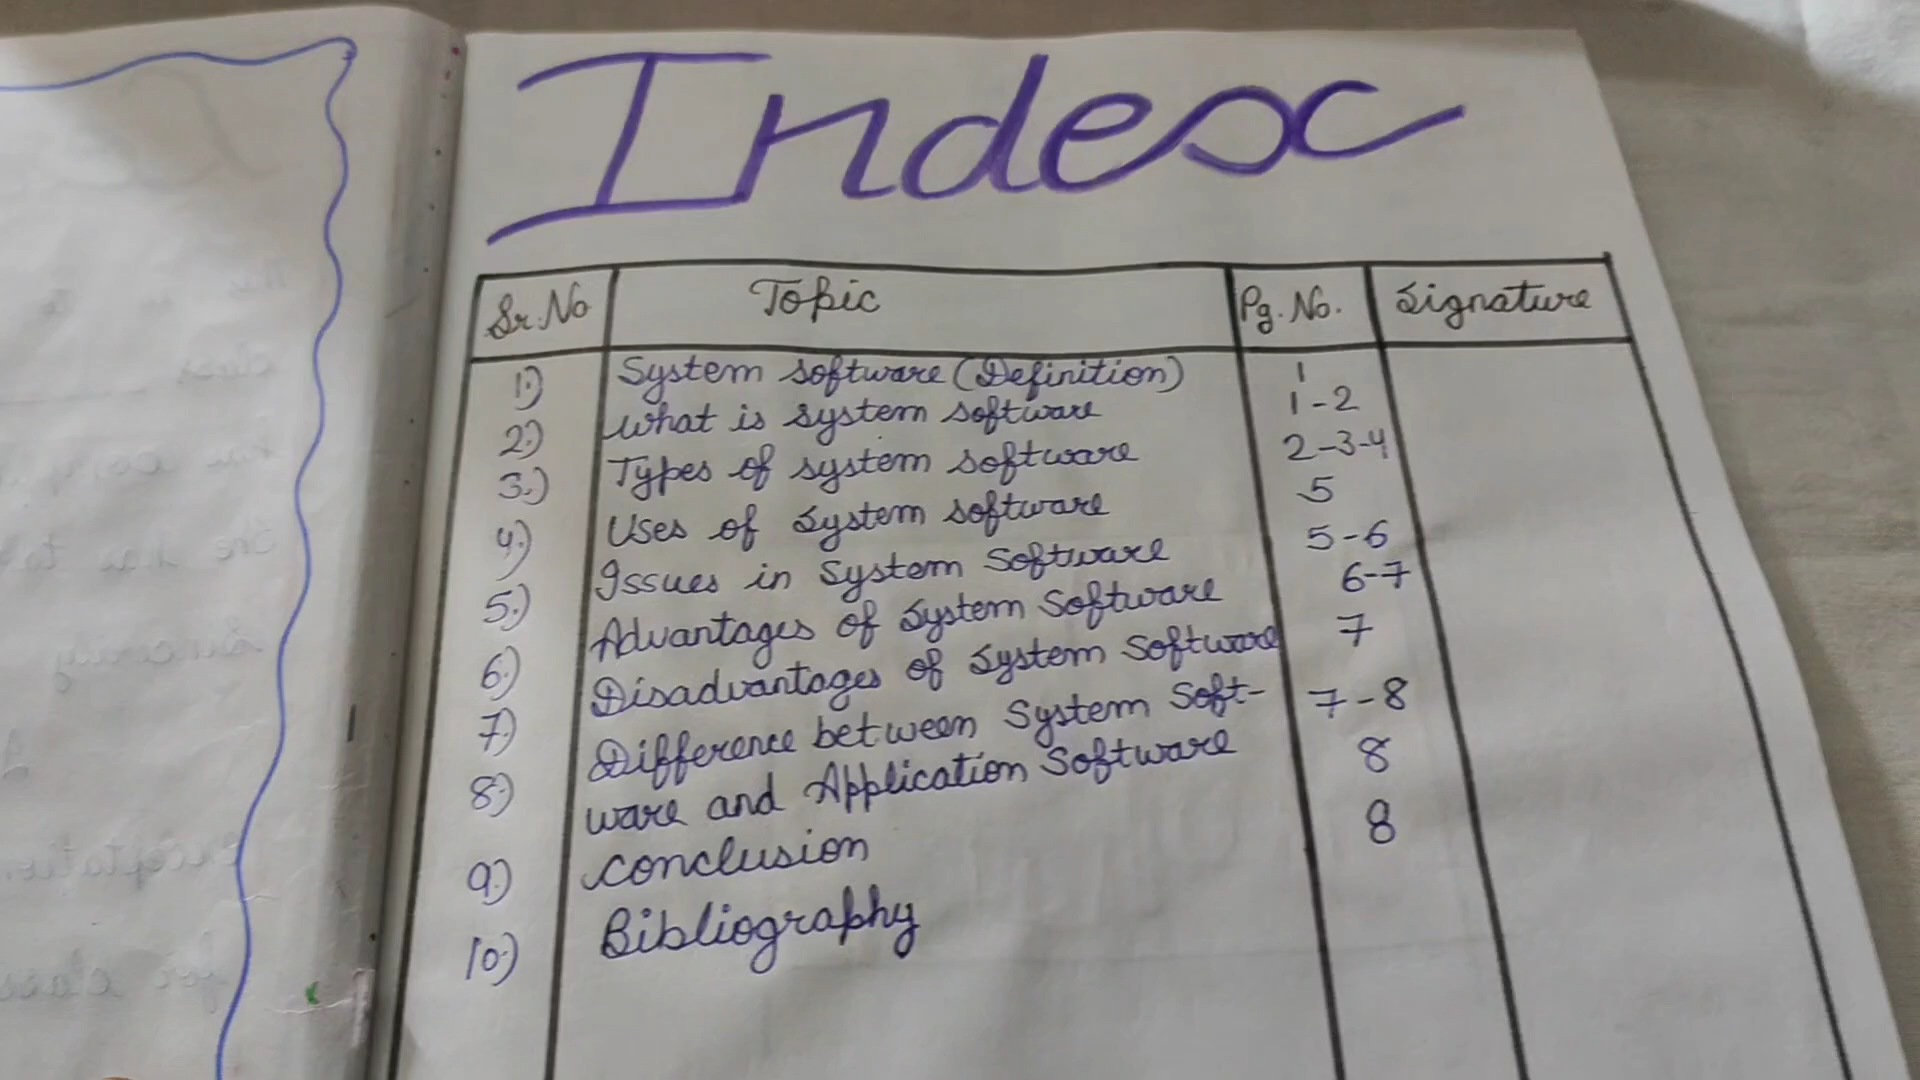 Index
Sr. No Topic Pg. No. Signature
1.) System software (Definition) 1
2.) What is system software 1-2
3.) Types of system software 2-3-4
4.) Uses of system software 5
5.) Issues in System Software 5-6
6.) Advantages of System Software 6-7
7.) Disadvantages of System Software 7
8.) Difference between System Soft- 7-8
ware and Application Software
9.) Conclusion 8
10.) Bibliography 8